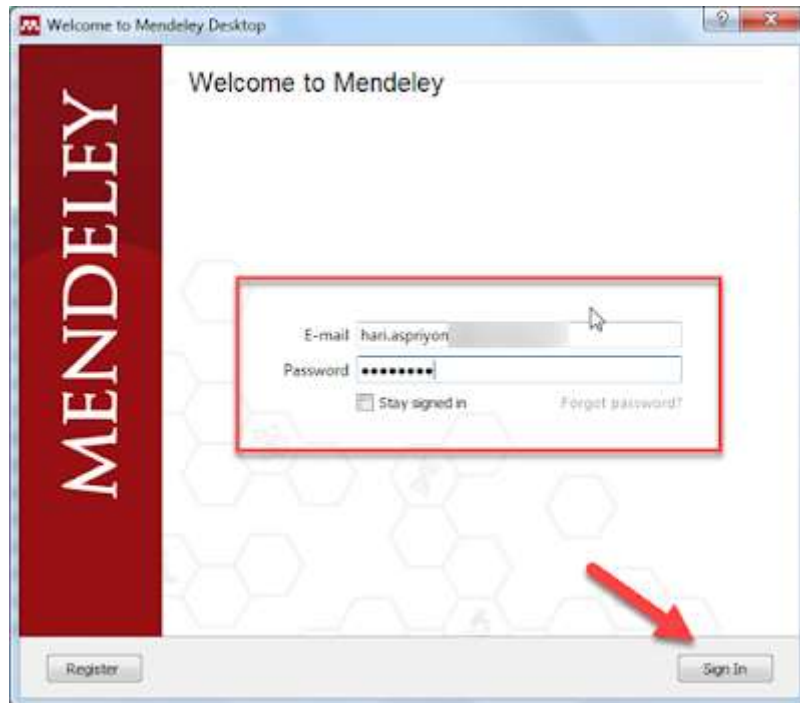 Welcome to Mendeley Desktop
Welcome to Mendeley
MENDELEY
E-mail hari.aspriyon
Password
Stay signed in Forgot password?
Register Sign In